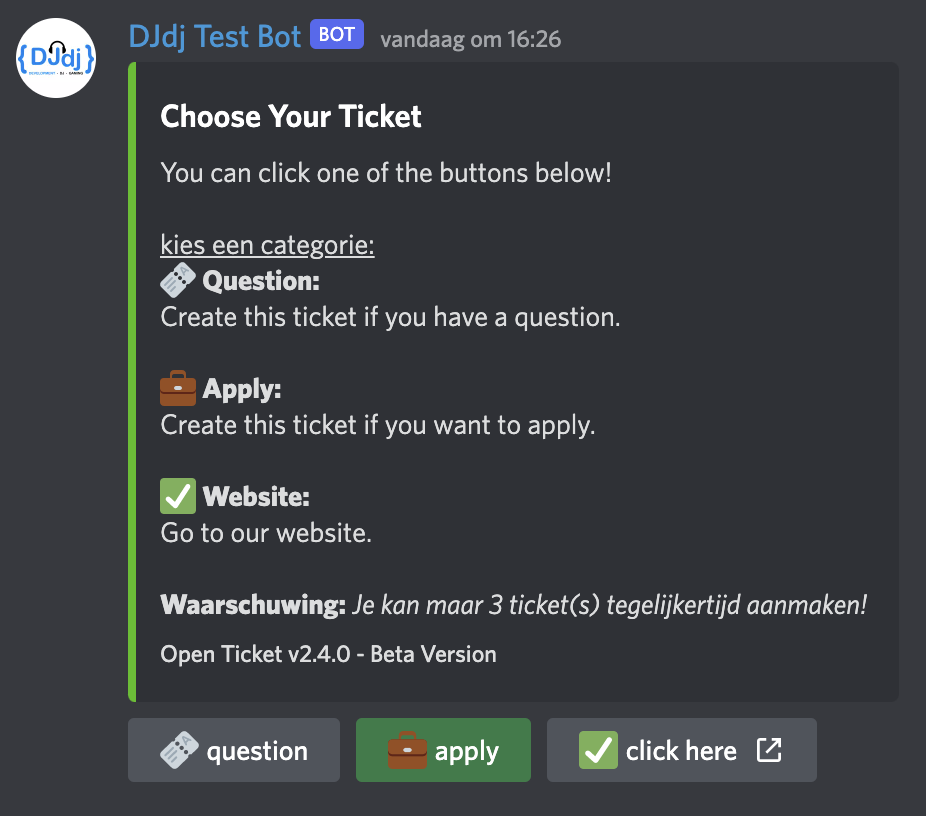 {DJdj}
DEVELOPMENT - DJ - GAMING
DJdj Test Bot BOT vandaag om 16:26
Choose Your Ticket
You can click one of the buttons below!
kies een categorie:
Question:
Create this ticket if you have a question.
Apply:
Create this ticket if you want to apply.
Website:
Go to our website.
Waarschuwing: Je kan maar 3 ticket(s) tegelijkertijd aanmaken!
Open Ticket v2.4.0 - Beta Version
question
apply
click here